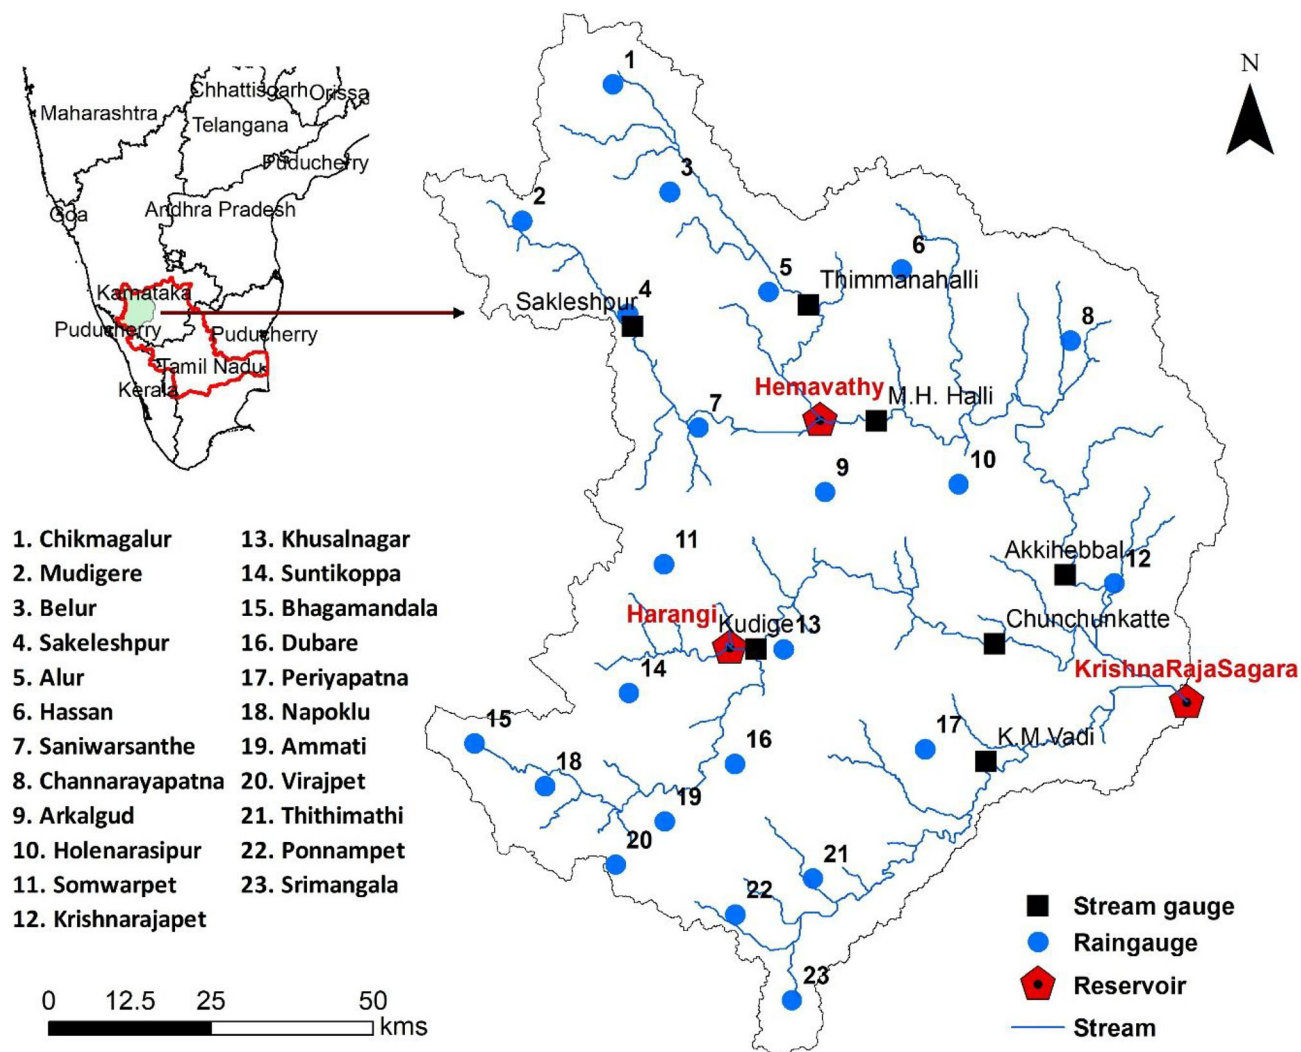 Maharashtra
Chhattisgarh
Orissa
Telangana
Puducherry
Goa
Andhra Pradesh
Karnataka
Puducherry
Puducherry
Tamil Nadu
Kerala
N
1
2
3
4
Sakleshpur
5
Thimmanahalli
6
8
Hemavathy
M.H. Halli
7
9
10
11
Akkihebbal
12
Harangi
Kudige
13
Chunchunkatte
KrishnaRajaSagara
14
15
16
17
K.M.Vadi
18
19
20
21
22
23
1. Chikmagalur
2. Mudigere
3. Belur
4. Sakeleshpur
5. Alur
6. Hassan
7. Saniwarsanthe
8. Channarayapatna
9. Arkalgud
10. Holenarasipur
11. Somwarpet
12. Krishnarajapet
13. Khusalnagar
14. Suntikoppa
15. Bhagamandala
16. Dubare
17. Periyapatna
18. Napoklu
19. Ammati
20. Virajpet
21. Thithimathi
22. Ponnampet
23. Srimangala
Stream gauge
Raingauge
Reservoir
Stream
0 12.5 25 50
kms